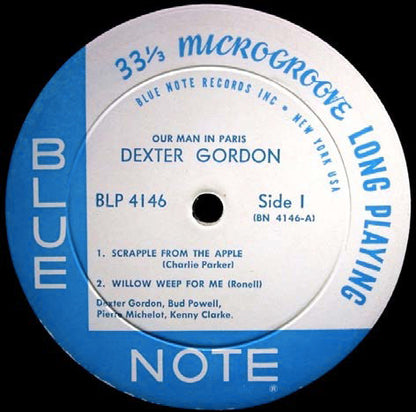 33⅓ MICROGROOVE LONG PLAYING
BLUE NOTE RECORDS INC • NEW YORK USA
OUR MAN IN PARIS
DEXTER GORDON
BLP 4146
Side 1
(BN 4146-A)
1. SCRAPPLE FROM THE APPLE
(Charlie Parker)
2. WILLOW WEEP FOR ME (Ronell)
Dexter Gordon, Bud Powell,
Pierre Michelot, Kenny Clarke.
BLUE
NOTE
®